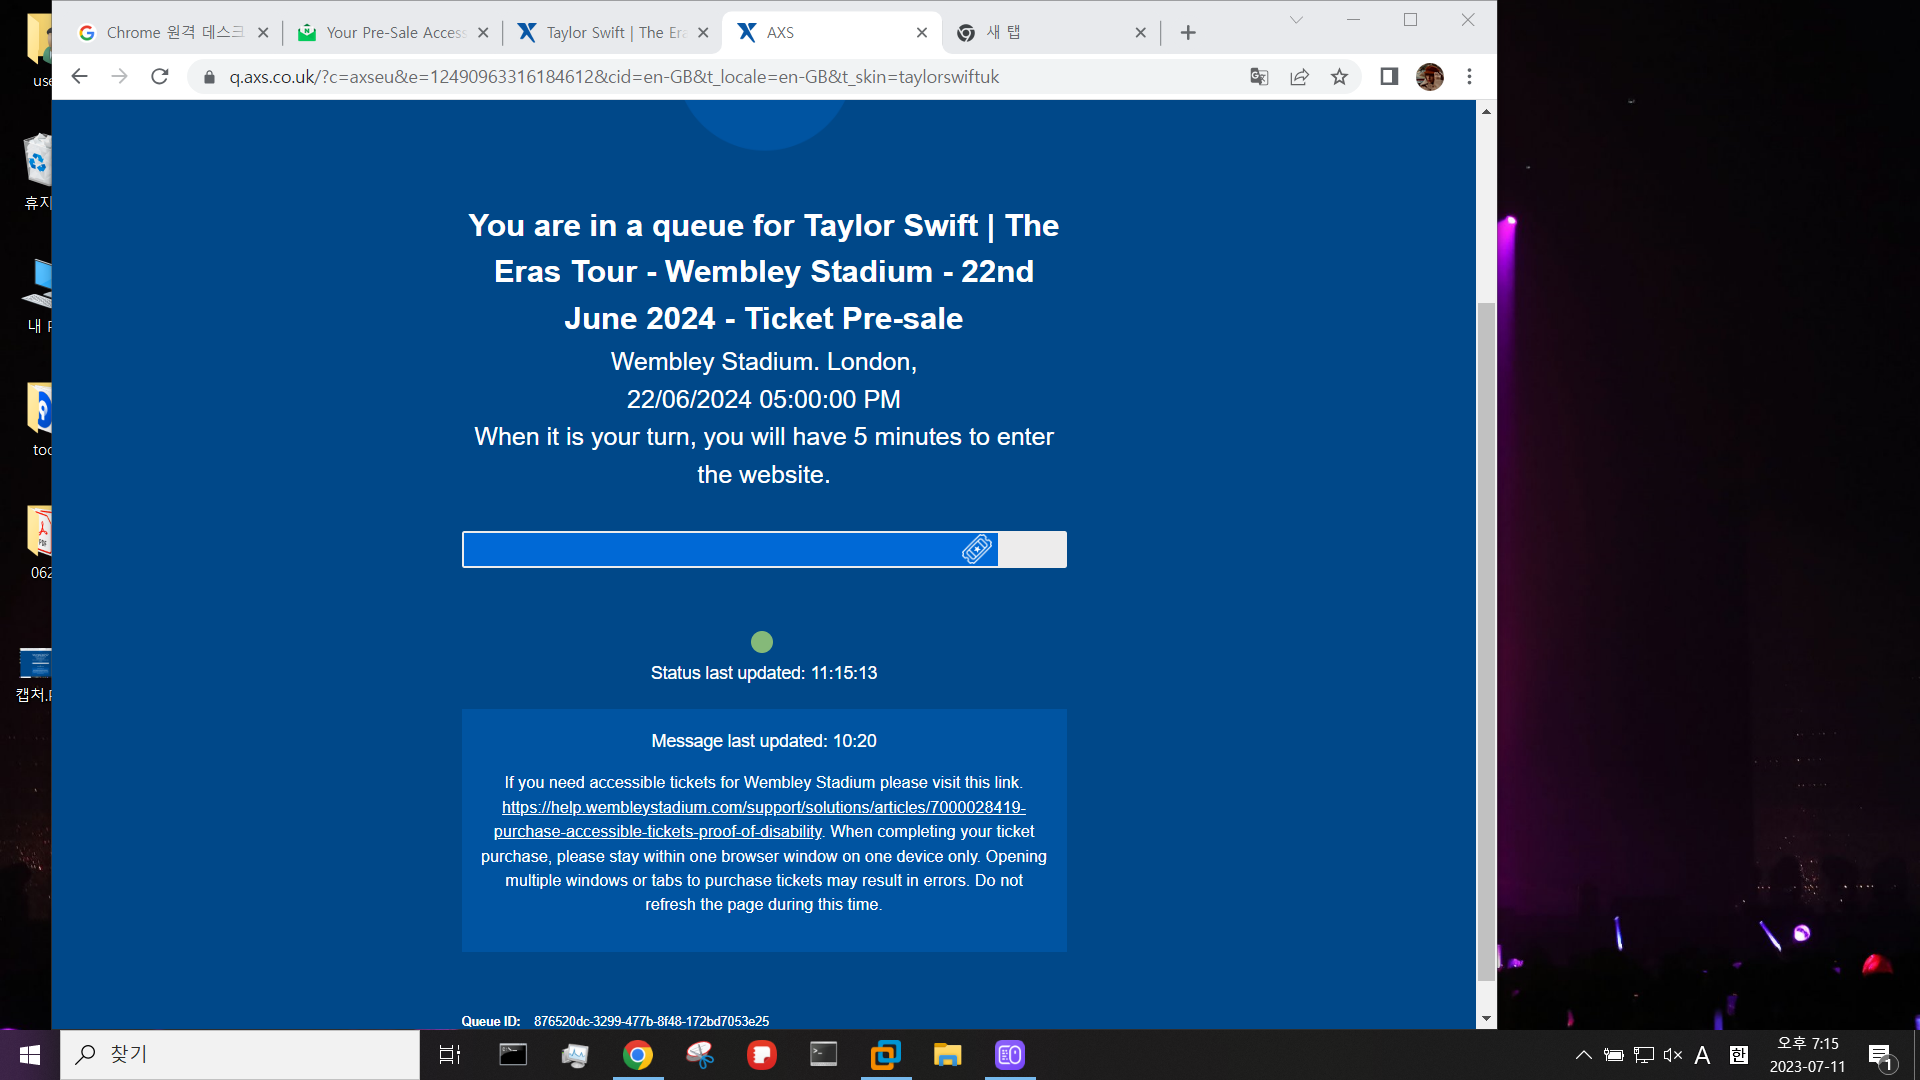 Chrome 원격 데스크
Your Pre-Sale Access
Taylor Swift | The Era
AXS
새 탭
q.axs.co.uk/?c=axseu&e=12490963316184612&cid=en-GB&t_locale=en-GB&t_skin=taylorswiftuk
use
휴지
내 P
too
062
캡처.P
You are in a queue for Taylor Swift | The
Eras Tour - Wembley Stadium - 22nd
June 2024 - Ticket Pre-sale
Wembley Stadium. London,
22/06/2024 05:00:00 PM
When it is your turn, you will have 5 minutes to enter
the website.
Status last updated: 11:15:13
Message last updated: 10:20
If you need accessible tickets for Wembley Stadium please visit this link.
https://help.wembleystadium.com/support/solutions/articles/7000028419-
purchase-accessible-tickets-proof-of-disability. When completing your ticket
purchase, please stay within one browser window on one device only. Opening
multiple windows or tabs to purchase tickets may result in errors. Do not
refresh the page during this time.
Queue ID: 876520dc-3299-477b-8f48-172bd7053e25
찾기
A
한
오후 7:15
2023-07-11
1